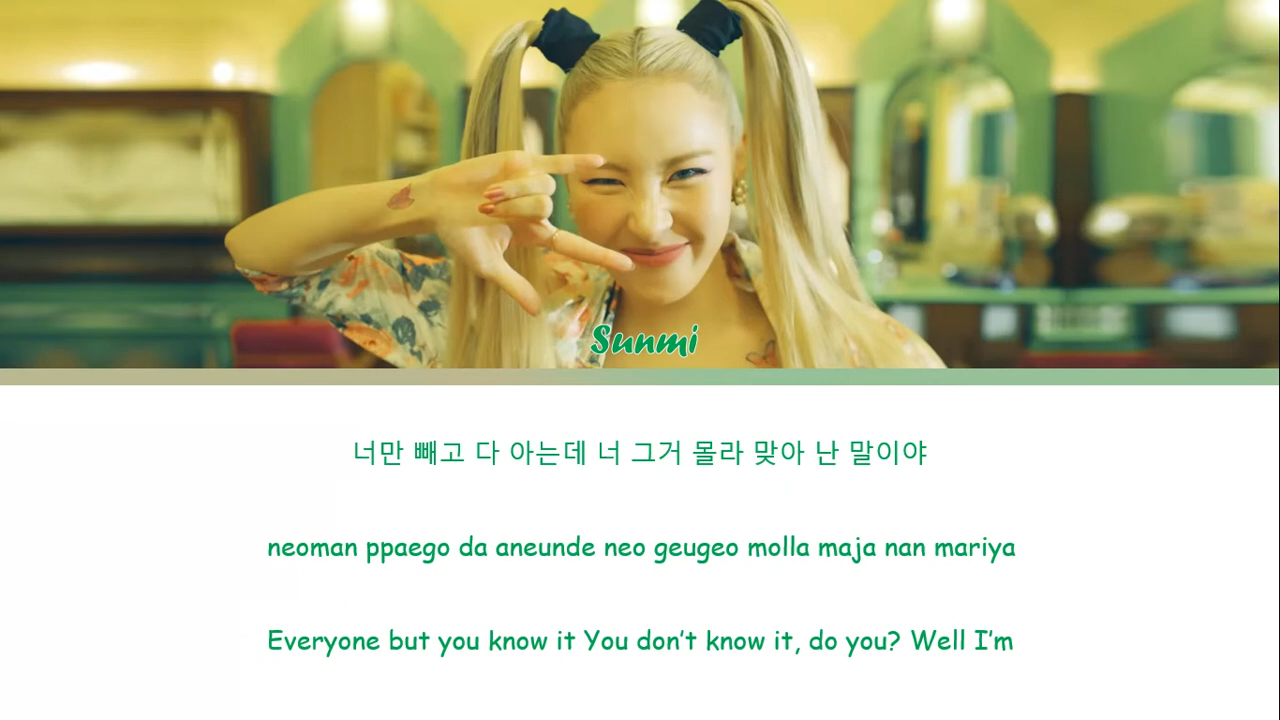 Sunmi
너만 빼고 다 아는데 너 그거 몰라 맞아 난 말이야
neoman ppaego da aneunde neo geugeo molla maja nan mariya
Everyone but you know it You don’t know it, do you? Well I’m